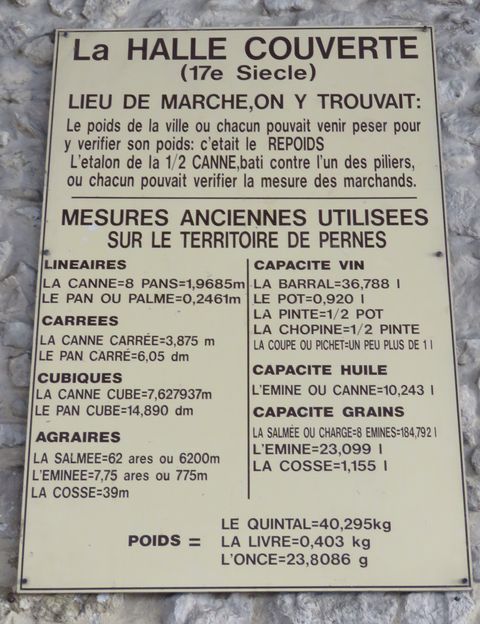 La HALLE COUVERTE
(17e Siecle)
LIEU DE MARCHE,ON Y TROUVAIT:
Le poids de la ville ou chacun pouvait venir peser pour
y verifier son poids: c'etait le REPOIDS
L'etalon de la 1/2 CANNE,bati contre l'un des piliers,
ou chacun pouvait verifier la mesure des marchands.
MESURES ANCIENNES UTILISEES
SUR LE TERRITOIRE DE PERNES
LINEAIRES
LA CANNE=8 PANS=1,9685m
LE PAN OU PALME=0,2461m
CARREES
LA CANNE CARRÉE=3,875 m
LE PAN CARRÉ=6,05 dm
CUBIQUES
LA CANNE CUBE=7,627937m
LE PAN CUBE=14,890 dm
AGRAIRES
LA SALMEE=62 ares ou 6200m
L'EMINEE=7,75 ares ou 775m
LA COSSE=39m
CAPACITE VIN
LA BARRAL=36,788 l
LE POT=0,920 l
LA PINTE=1/2 POT
LA CHOPINE=1/2 PINTE
LA COUPE OU PICHET=UN PEU PLUS DE 1 l
CAPACITE HUILE
L'EMINE OU CANNE=10,243 l
CAPACITE GRAINS
LA SALMÉE OU CHARGE=8 EMINES=184,792 l
L'EMINE=23,099 l
LA COSSE=1,155 l
POIDS =
LE QUINTAL=40,295kg
LA LIVRE=0,403 kg
L'ONCE=23,8086 g